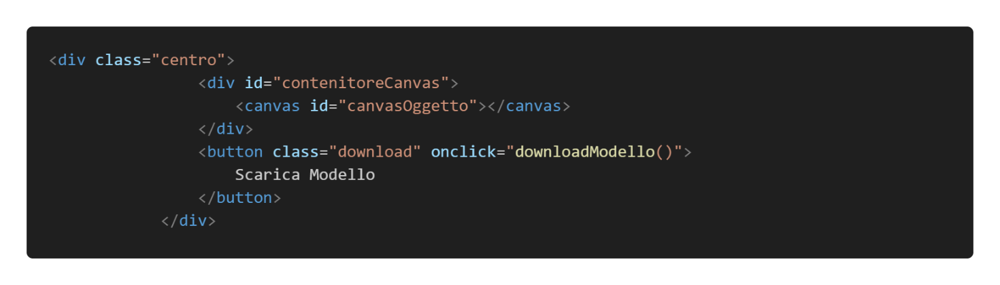 <div class="centro">
<div id="contenitoreCanvas">
<canvas id="canvasOggetto"></canvas>
</div>
<button class="download" onclick="downloadModello()">
Scarica Modello
</button>
</div>